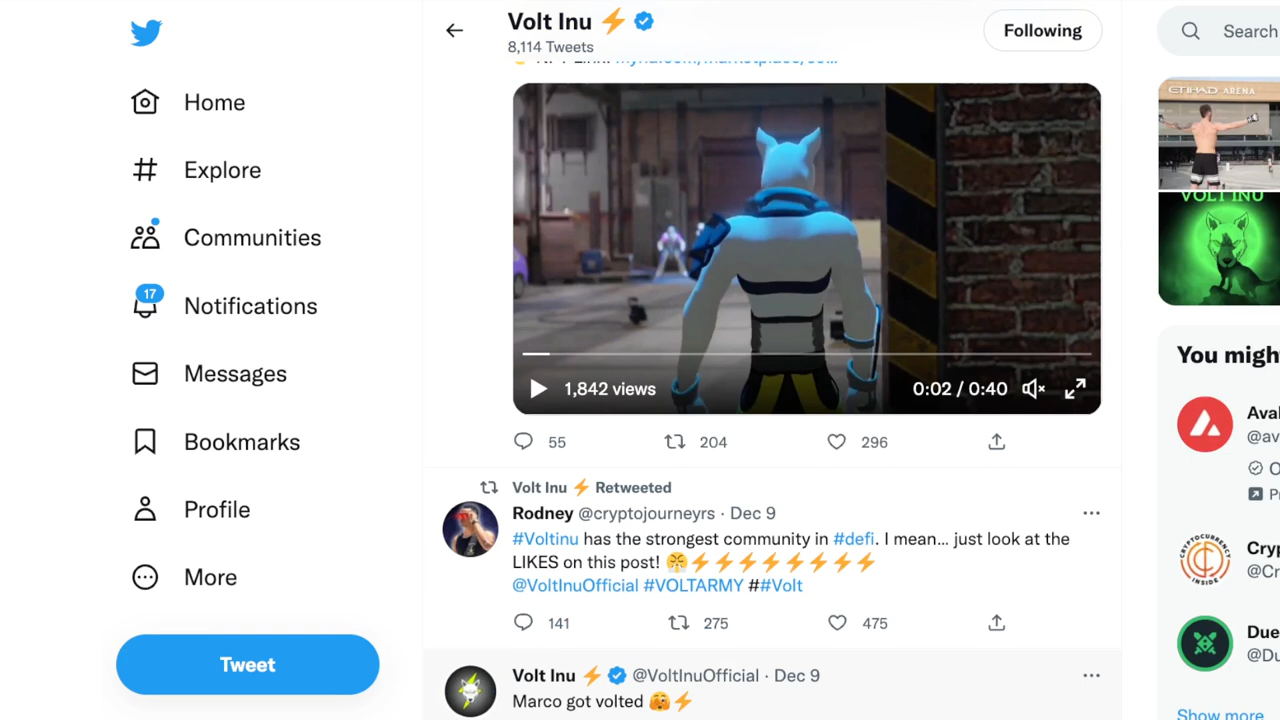 Volt Inu ⚡
8,114 Tweets
Following
Search
Home
Explore
Communities
17
Notifications
Messages
Bookmarks
Profile
More
Tweet
1,842 views
0:02 / 0:40
55
204
296
Volt Inu ⚡ Retweeted
Rodney @cryptojourneyrs · Dec 9
#Voltinu has the strongest community in #defi. I mean... just look at the
LIKES on this post! 😤⚡⚡⚡⚡⚡⚡⚡⚡
@VoltInuOfficial #VOLTARMY ##Volt
141
275
475
Volt Inu ⚡ @VoltInuOfficial · Dec 9
Marco got volted 🫣⚡
ETIHAD ARENA
VOLT INU
You migh
Aval
@av
CRYPTOCURRENCY
INSIDE
Cryp
@Cr
Due
@Du
Show more